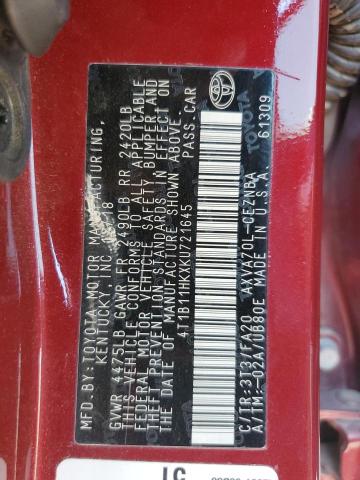 MFD.BY:TOYOTA MOTOR MANUFACTURING,
KENTUCKY, INC.
GVWR 4475LB GAWR FR 2490LB RR 2420LB
THIS VEHICLE CONFORMS TO ALL APPLICABLE
FEDERAL MOTOR VEHICLE SAFETY, BUMPER, AND
THEFT PREVENTION STANDARDS IN EFFECT ON
THE DATE OF MANUFACTURE SHOWN ABOVE.
4T1B11HKXKU721645 PASS.CAR
C/TR:3T3/FA20 AXVA70L-CEZNBA
A/TM:-02A/UB80E MADE IN U.S.A. 61309
TOYOTA